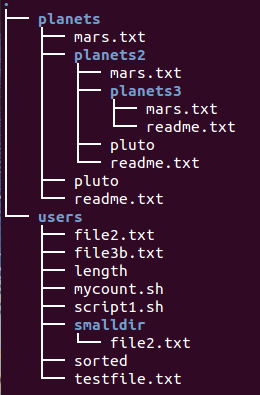 .
planets
mars.txt
planets2
mars.txt
planets3
mars.txt
readme.txt
pluto
readme.txt
pluto
readme.txt
users
file2.txt
file3b.txt
length
mycount.sh
script1.sh
smalldir
file2.txt
sorted
testfile.txt